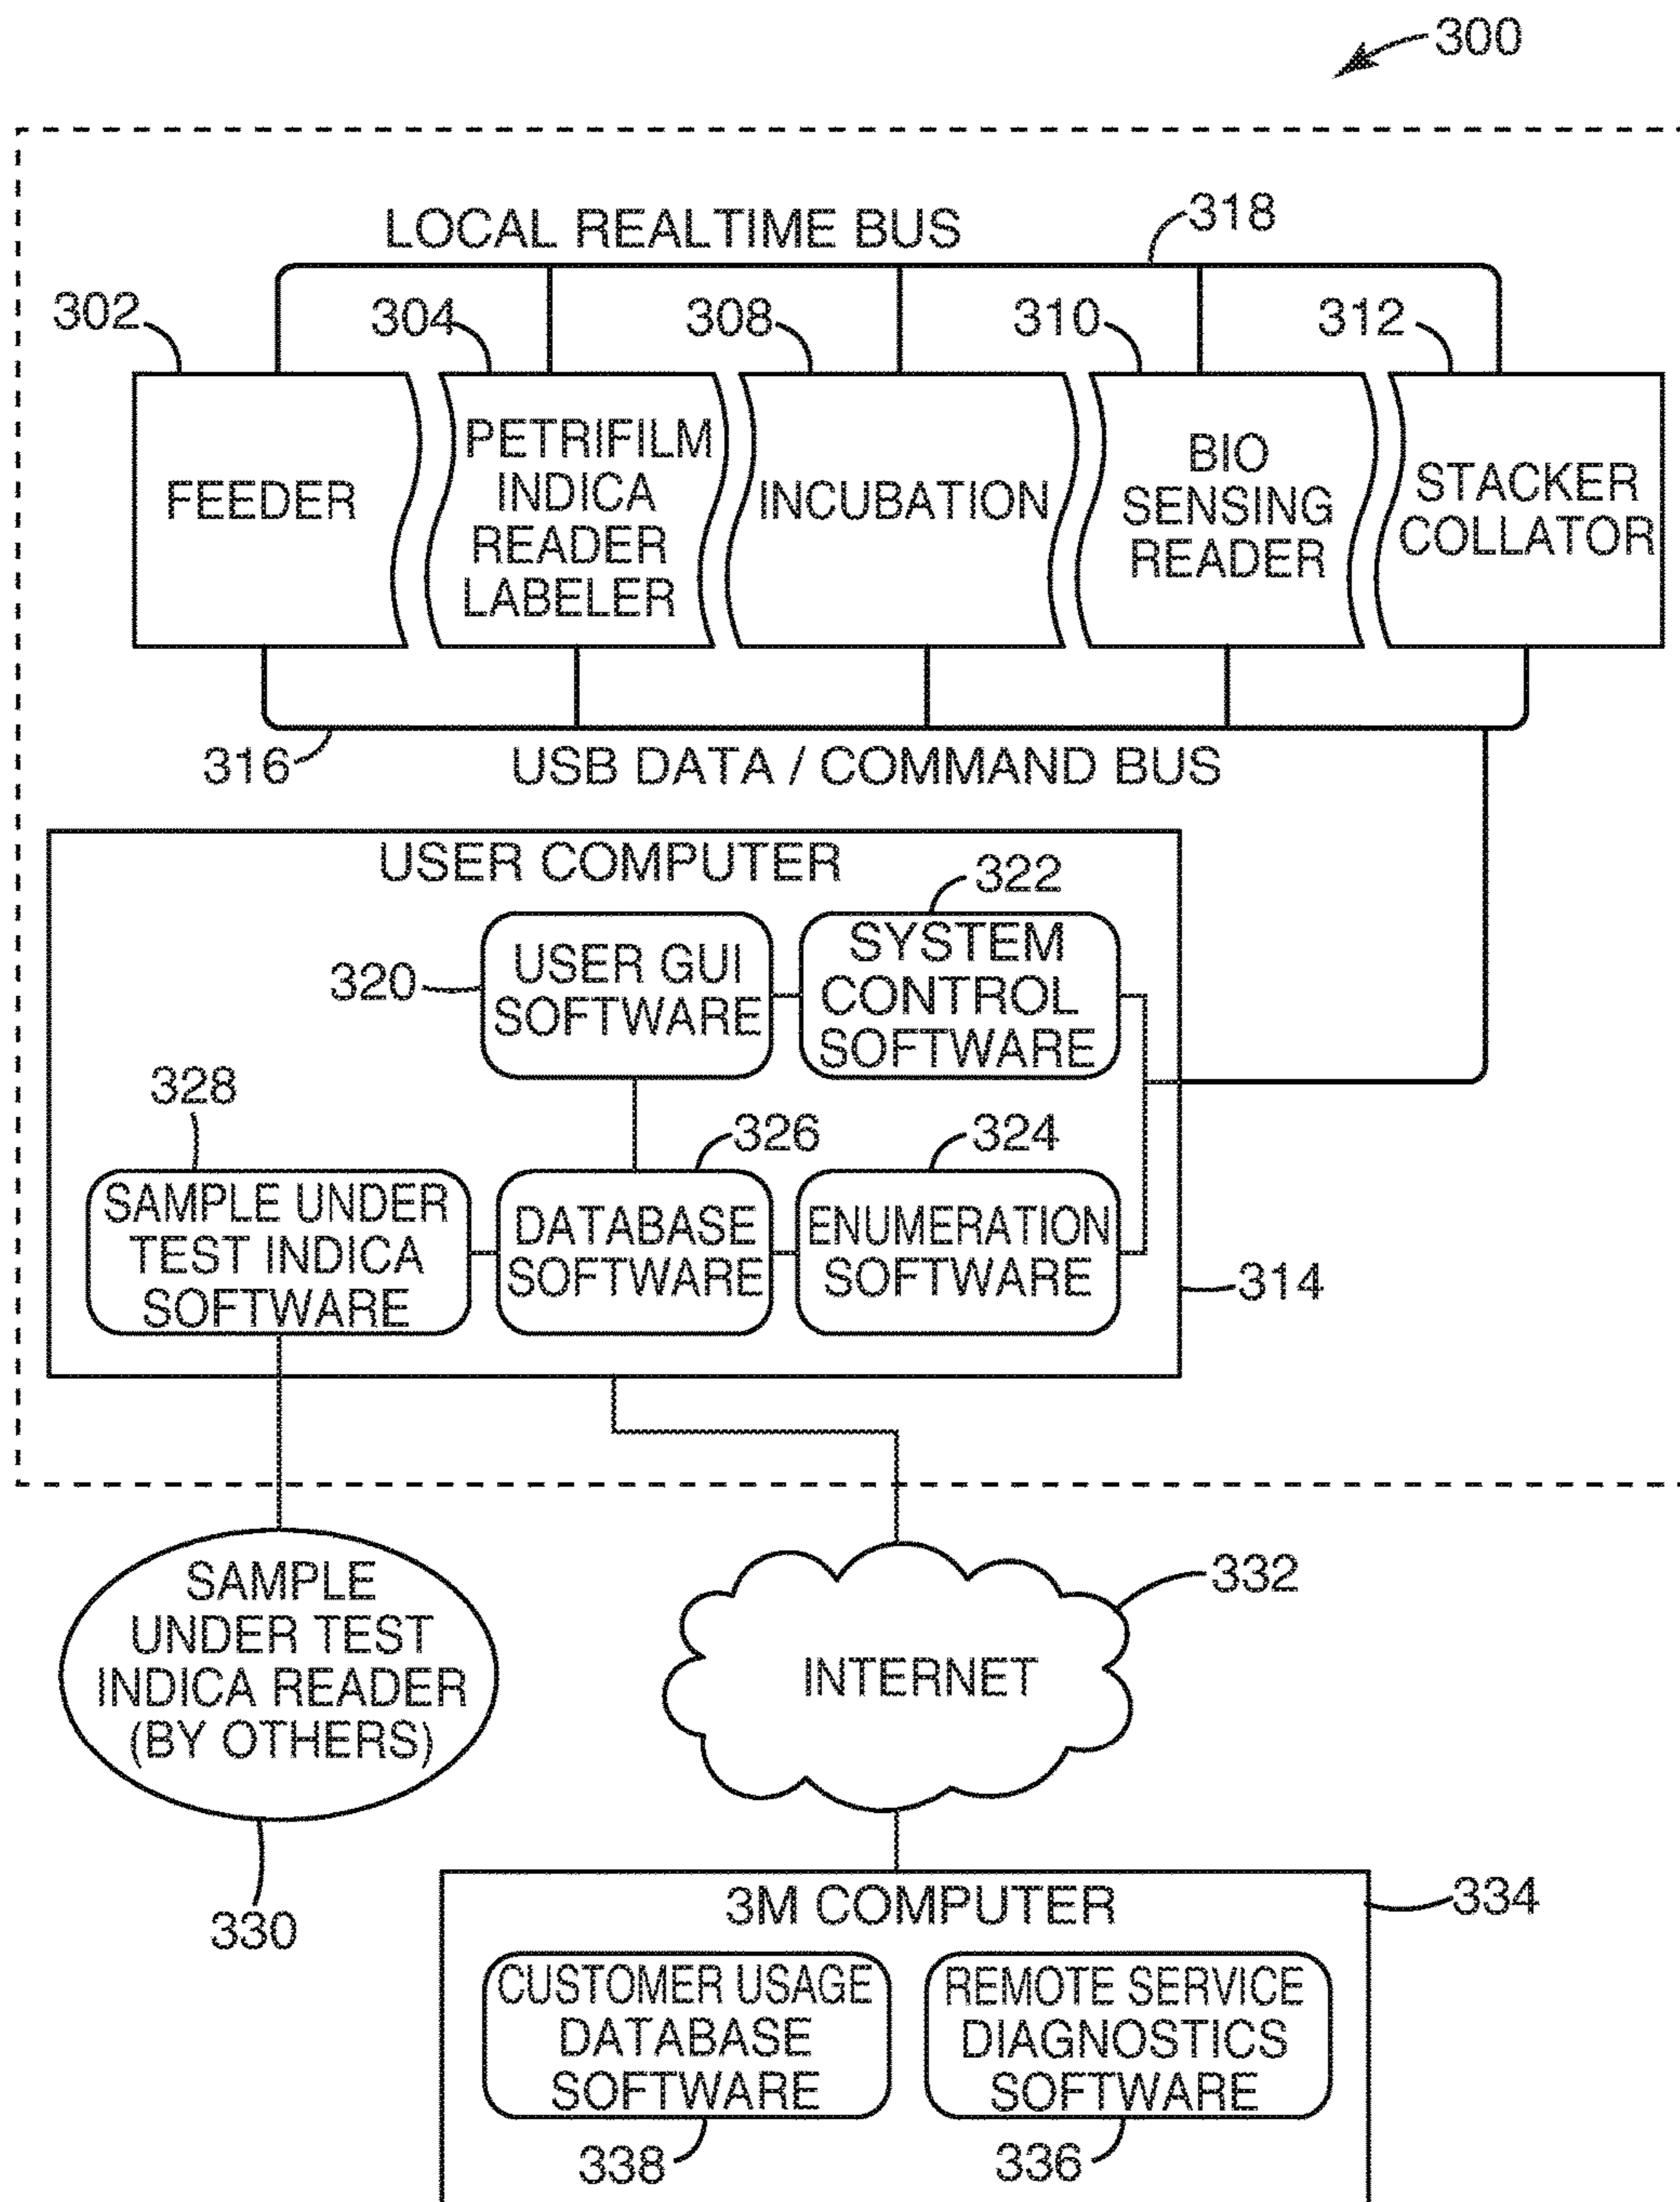 300
LOCAL REALTIME BUS
318
302
304
308
310
312
FEEDER
PETRIFILM
INDICA
READER
LABELER
INCUBATION
BIO
SENSING
READER
STACKER
COLLATOR
316
USB DATA / COMMAND BUS
USER COMPUTER
322
320
USER GUI
SOFTWARE
SYSTEM
CONTROL
SOFTWARE
328
326
324
SAMPLE UNDER
TEST INDICA
SOFTWARE
DATABASE
SOFTWARE
ENUMERATION
SOFTWARE
314
SAMPLE
UNDER TEST
INDICA READER
(BY OTHERS)
330
332
INTERNET
3M COMPUTER
334
CUSTOMER USAGE
DATABASE
SOFTWARE
REMOTE SERVICE
DIAGNOSTICS
SOFTWARE
338
336